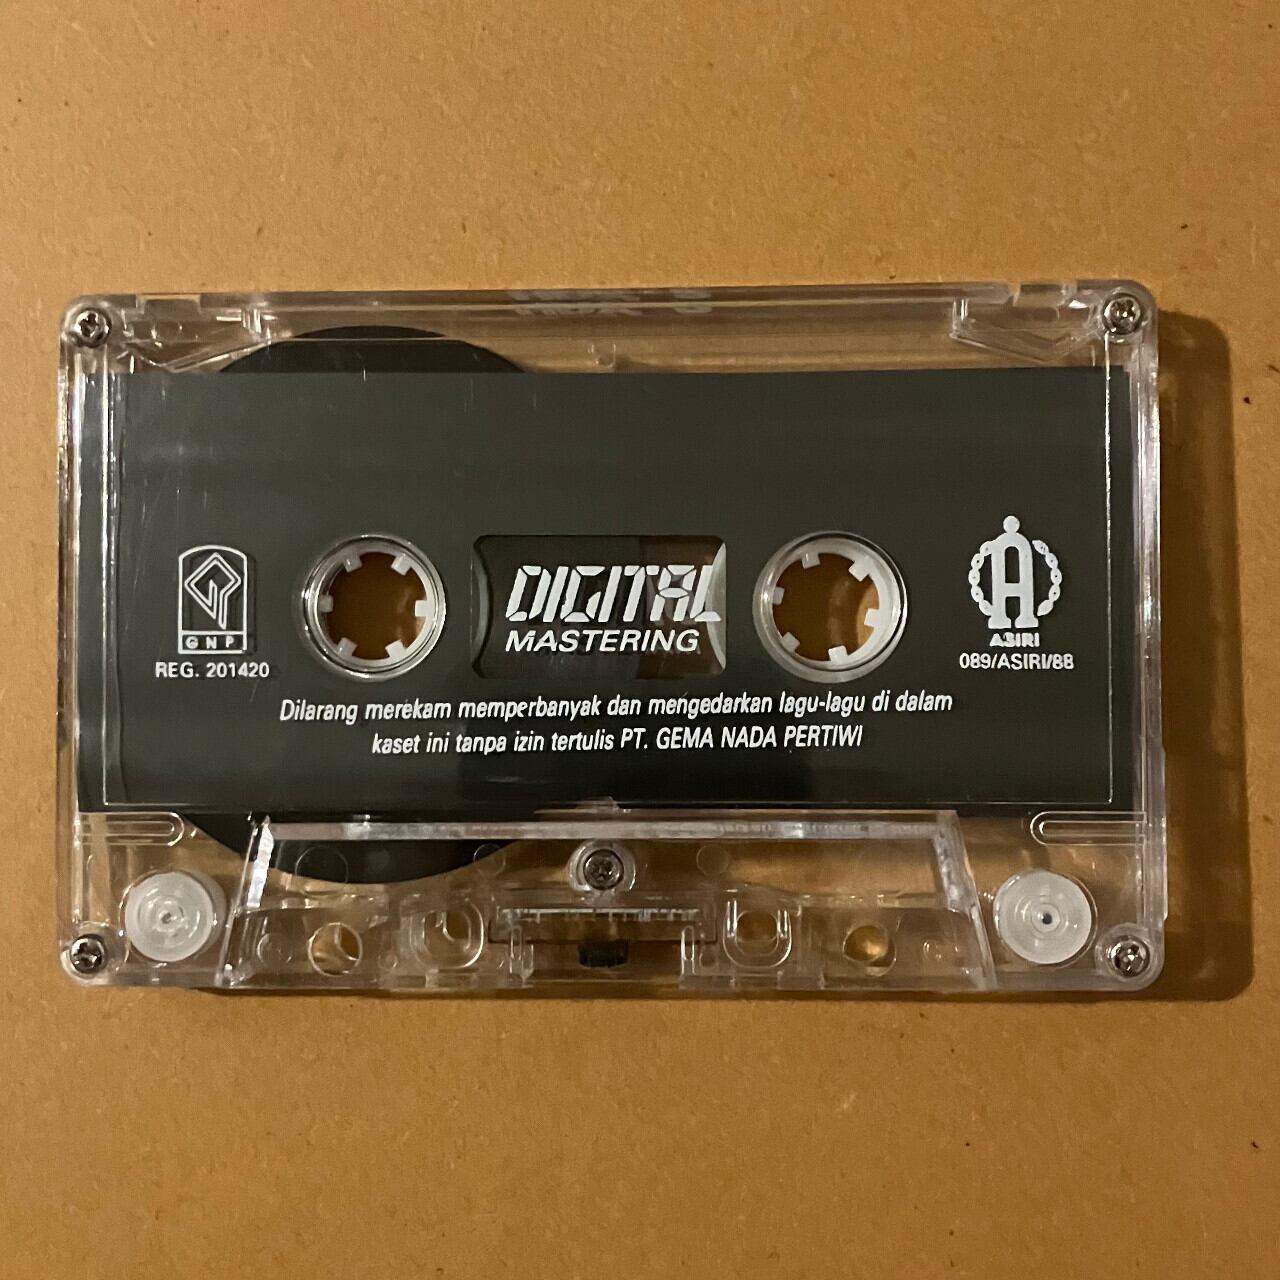 GNP
REG. 201420
DIGITAL
MASTERING
ASIRI
089/ASIRI/88
Dilarang merekam memperbanyak dan mengedarkan lagu-lagu di dalam
kaset ini tanpa izin tertulis PT. GEMA NADA PERTIWI